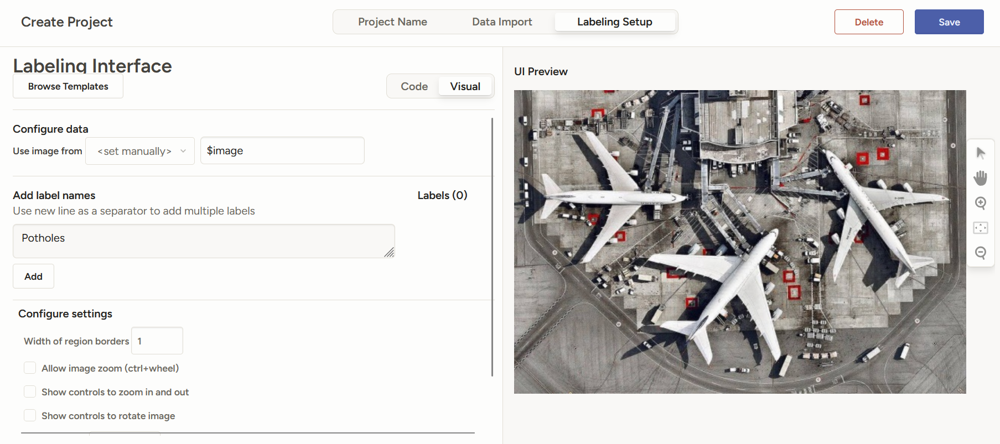 Create Project
Project Name
Data Import
Labeling Setup
Delete
Save
Labeling Interface
Browse Templates
Code
Visual
Configure data
Use image from
<set manually>
$image
Add label names
Labels (0)
Use new line as a separator to add multiple labels
Potholes
Add
Configure settings
Width of region borders
1
Allow image zoom (ctrl+wheel)
Show controls to zoom in and out
Show controls to rotate image
UI Preview